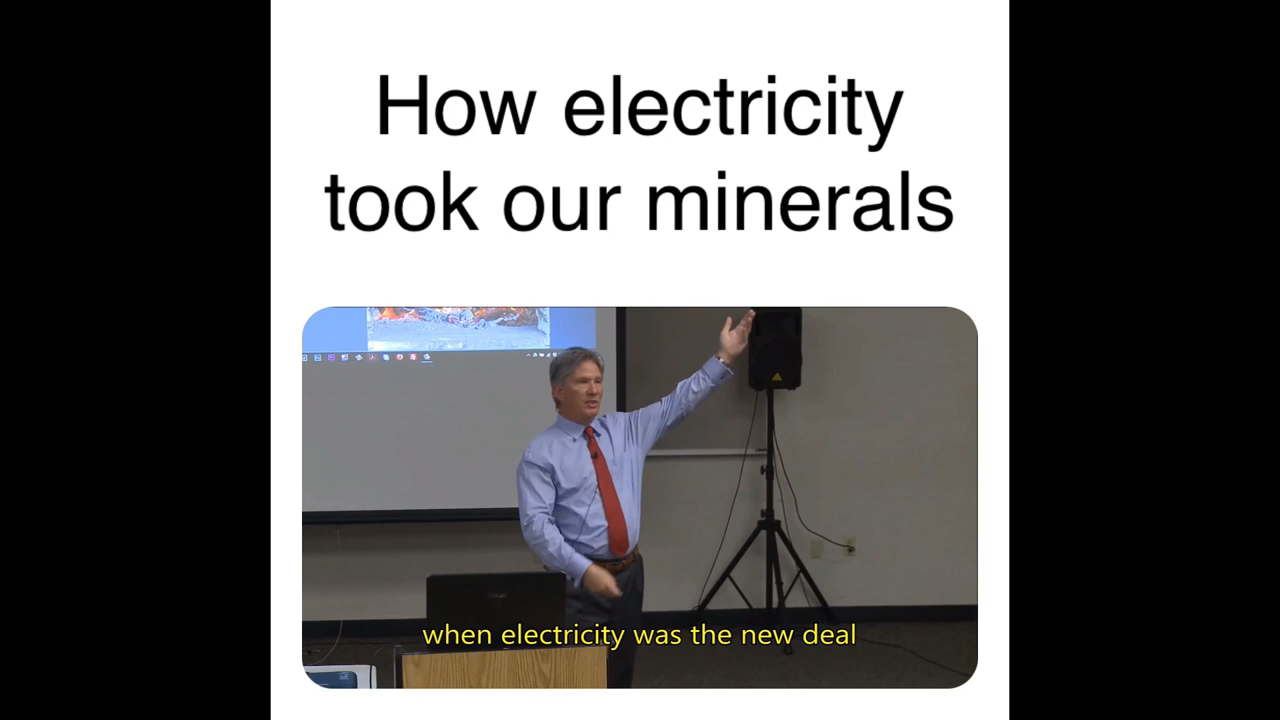 How electricity
took our minerals
when electricity was the new deal